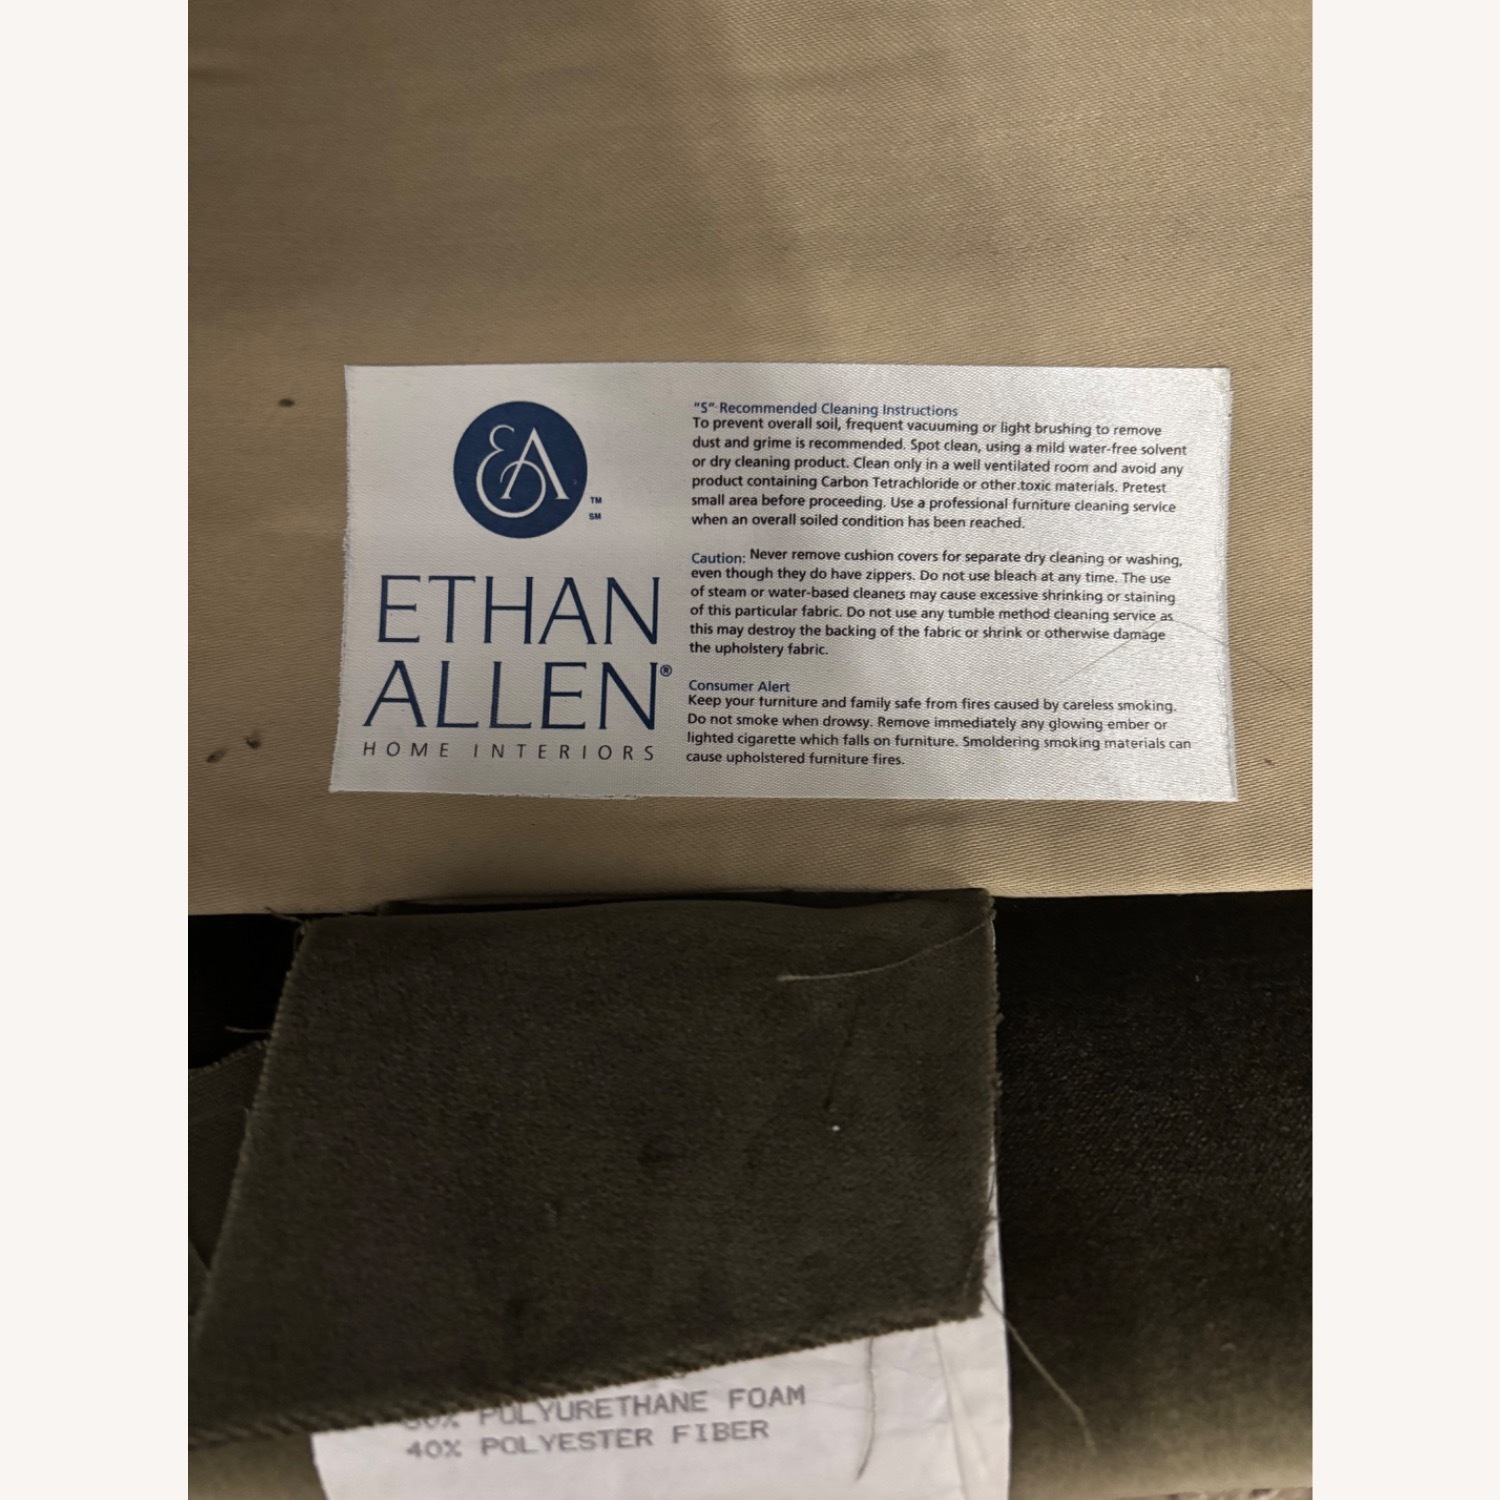 EA
TM
SM
ETHAN
ALLEN®
HOME INTERIORS
"S" Recommended Cleaning Instructions
To prevent overall soil, frequent vacuuming or light brushing to remove
dust and grime is recommended. Spot clean, using a mild water-free solvent
or dry cleaning product. Clean only in a well ventilated room and avoid any
product containing Carbon Tetrachloride or other toxic materials. Pretest
small area before proceeding. Use a professional furniture cleaning service
when an overall soiled condition has been reached.
Caution: Never remove cushion covers for separate dry cleaning or washing,
even though they do have zippers. Do not use bleach at any time. The use
of steam or water-based cleaners may cause excessive shrinking or staining
of this particular fabric. Do not use any tumble method cleaning service as
this may destroy the backing of the fabric or shrink or otherwise damage
the upholstery fabric.
Consumer Alert
Keep your furniture and family safe from fires caused by careless smoking.
Do not smoke when drowsy. Remove immediately any glowing ember or
lighted cigarette which falls on furniture. Smoldering smoking materials can
cause upholstered furniture fires.
POLYURETHANE FOAM
40% POLYESTER FIBER